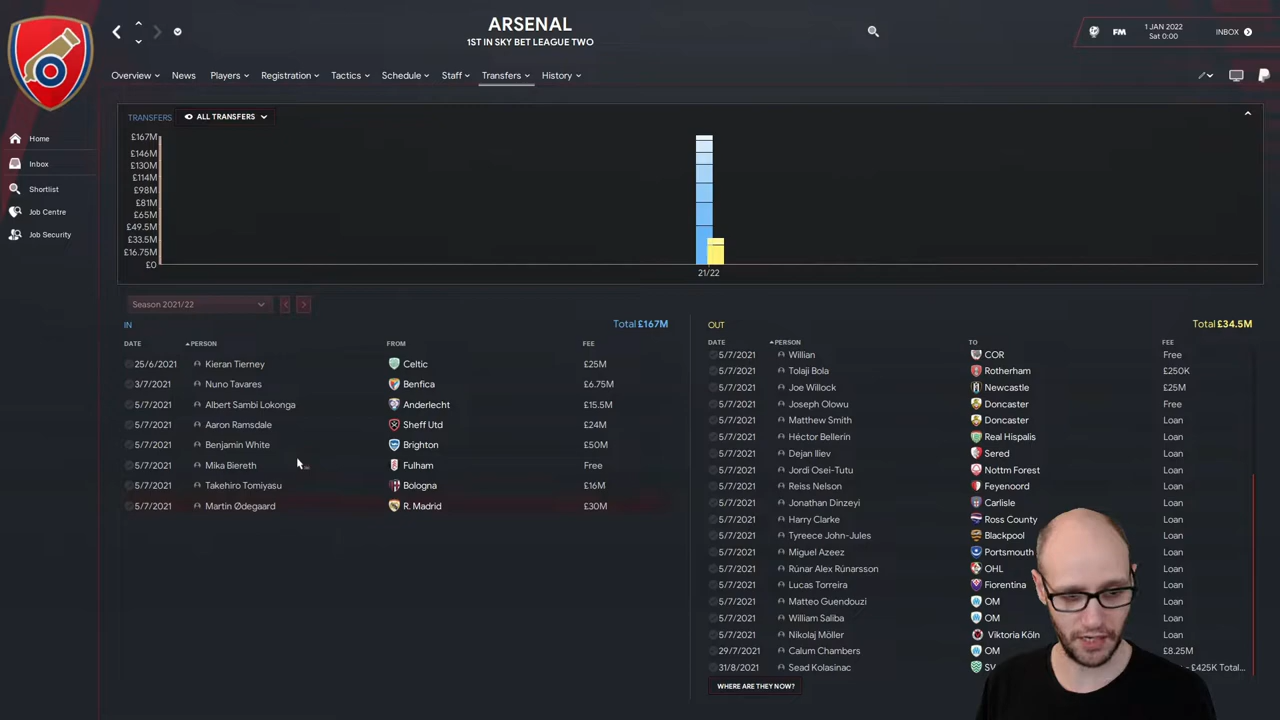 ARSENAL
1ST IN SKY BET LEAGUE TWO
FM
1 JAN 2022
Sat 0:00
INBOX
Overview
News
Players
Registration
Tactics
Schedule
Staff
Transfers
History
Home
Inbox
Shortlist
Job Centre
Job Security
TRANSFERS
ALL TRANSFERS
£167M
£146M
£130M
£114M
£98M
£81M
£65M
£49.5M
£33.5M
£16.75M
£0
21/22
Season 2021/22
IN Total £167M
DATE PERSON FROM FEE
25/6/2021 Kieran Tierney Celtic £25M
3/7/2021 Nuno Tavares Benfica £6.75M
5/7/2021 Albert Sambi Lokonga Anderlecht £15.5M
5/7/2021 Aaron Ramsdale Sheff Utd £24M
5/7/2021 Benjamin White Brighton £50M
5/7/2021 Mika Biereth Fulham Free
5/7/2021 Takehiro Tomiyasu Bologna £16M
5/7/2021 Martin Ødegaard R. Madrid £30M
OUT Total £34.5M
DATE PERSON TO FEE
5/7/2021 Willian COR Free
5/7/2021 Tolaji Bola Rotherham £250K
5/7/2021 Joe Willock Newcastle £25M
5/7/2021 Joseph Olowu Doncaster Free
5/7/2021 Matthew Smith Doncaster Loan
5/7/2021 Héctor Bellerín Real Hispalis Loan
5/7/2021 Dejan Iliev Sered Loan
5/7/2021 Jordi Osei-Tutu Nottm Forest Loan
5/7/2021 Reiss Nelson Feyenoord Loan
5/7/2021 Jonathan Dinzeyi Carlisle Loan
5/7/2021 Harry Clarke Ross County Loan
5/7/2021 Tyreece John-Jules Blackpool Loan
5/7/2021 Miguel Azeez Portsmouth Loan
5/7/2021 Rúnar Alex Rúnarsson OHL Loan
5/7/2021 Lucas Torreira Fiorentina Loan
5/7/2021 Matteo Guendouzi OM Loan
5/7/2021 William Saliba OM Loan
5/7/2021 Nikolaj Möller Viktoria Köln Loan
29/7/2021 Calum Chambers OM £8.25M
31/8/2021 Sead Kolasinac SV - £425K Total...
WHERE ARE THEY NOW?